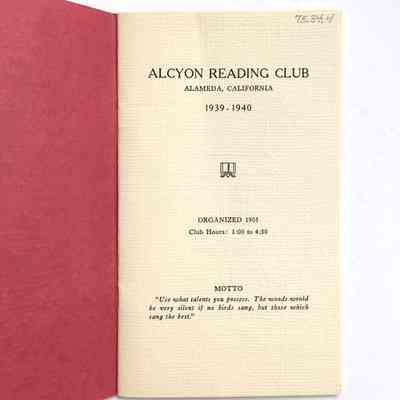 ALCYON READING CLUB
ALAMEDA, CALIFORNIA
1939-1940
ORGANIZED 1905
Club Hours: 1:00 to 4:30
MOTTO
"Use what talents you possess. The woods would
be very silent if no birds sang, but those which
sang the best."